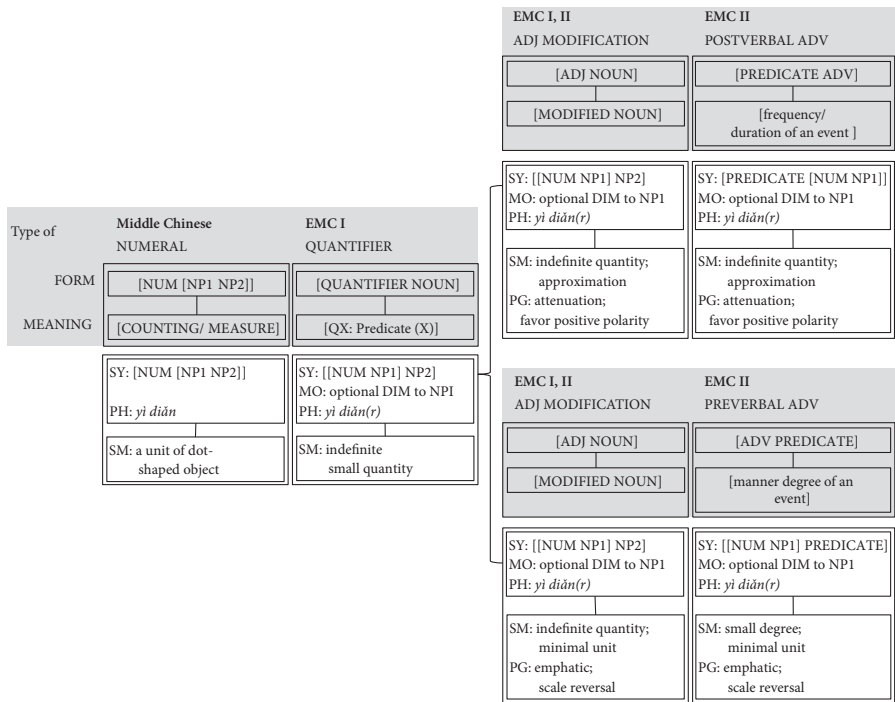 EMC I, II
ADJ MODIFICATION
[ADJ NOUN]
[MODIFIED NOUN]
SY: [[NUM NP1] NP2]
MO: optional DIM to NP1
PH: yì diǎn(r)
SM: indefinite quantity;
approximation
PG: attenuation;
favor positive polarity
EMC II
POSTVERBAL ADV
[PREDICATE ADV]
[frequency/
duration of an event ]
SY: [PREDICATE [NUM NP1]]
MO: optional DIM to NP1
PH: yì diǎn(r)
SM: indefinite quantity;
approximation
PG: attenuation;
favor positive polarity
Type of
FORM
MEANING
Middle Chinese
NUMERAL
[NUM [NP1 NP2]]
[COUNTING/ MEASURE]
SY: [NUM [NP1 NP2]]
PH: yì diǎn
SM: a unit of dot-
shaped object
EMC I
QUANTIFIER
[QUANTIFIER NOUN]
[QX: Predicate (X)]
SY: [[NUM NP1] NP2]
MO: optional DIM to NPI
PH: yì diǎn(r)
SM: indefinite
small quantity
EMC I, II
ADJ MODIFICATION
[ADJ NOUN]
[MODIFIED NOUN]
SY: [[NUM NP1] NP2]
MO: optional DIM to NP1
PH: yì diǎn(r)
SM: indefinite quantity;
minimal unit
PG: emphatic;
scale reversal
EMC II
PREVERBAL ADV
[ADV PREDICATE]
[manner degree of an
event]
SY: [[NUM NP1] PREDICATE]
MO: optional DIM to NP1
PH: yì diǎn(r)
SM: small degree;
minimal unit
PG: emphatic;
scale reversal